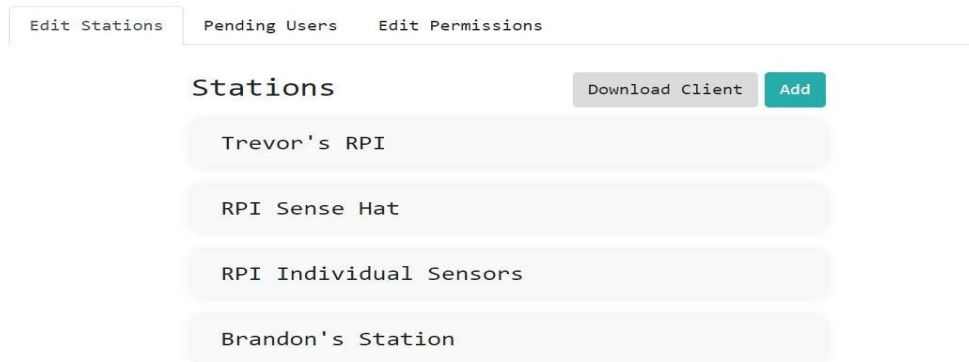 Edit Stations Pending Users Edit Permissions
Stations Download Client Add
Trevor's RPI
RPI Sense Hat
RPI Individual Sensors
Brandon's Station